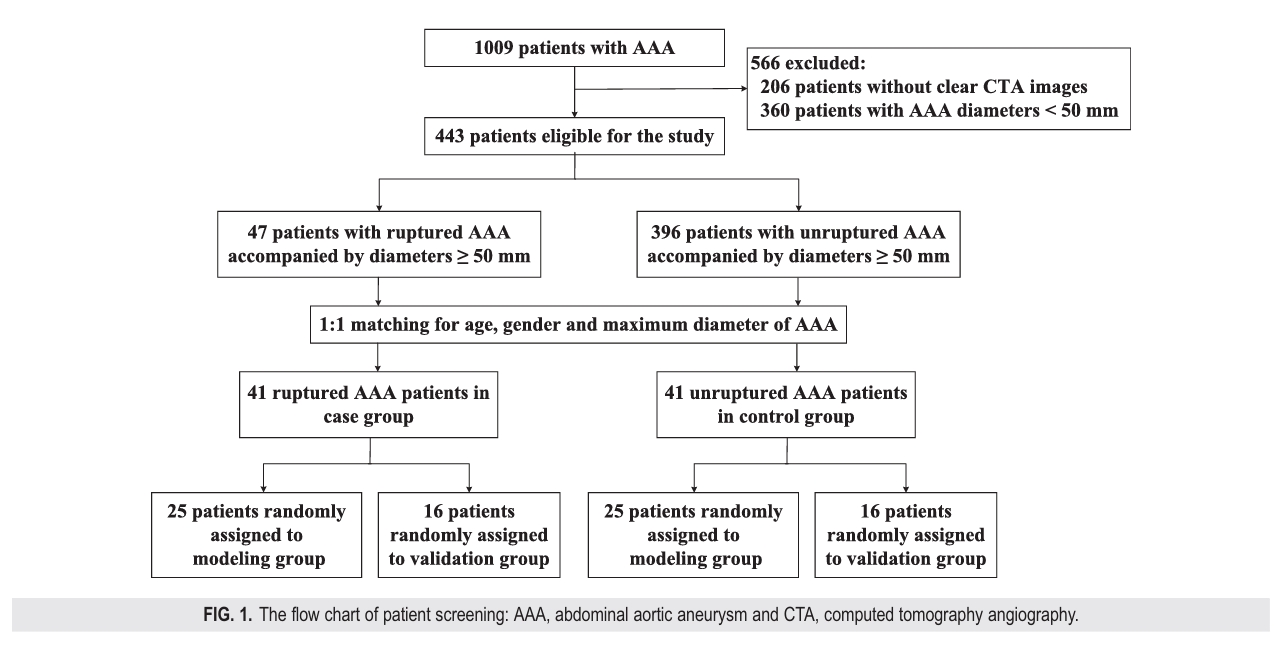 1009 patients with AAA
566 excluded:
206 patients without clear CTA images
360 patients with AAA diameters < 50 mm
443 patients eligible for the study
47 patients with ruptured AAA
accompanied by diameters ≥ 50 mm
396 patients with unruptured AAA
accompanied by diameters ≥ 50 mm
1:1 matching for age, gender and maximum diameter of AAA
41 ruptured AAA patients in
case group
41 unruptured AAA patients
in control group
25 patients randomly
assigned to
modeling group
16 patients
randomly assigned
to validation group
25 patients randomly
assigned to
modeling group
16 patients
randomly assigned
to validation group
FIG. 1. The flow chart of patient screening: AAA, abdominal aortic aneurysm and CTA, computed tomography angiography.